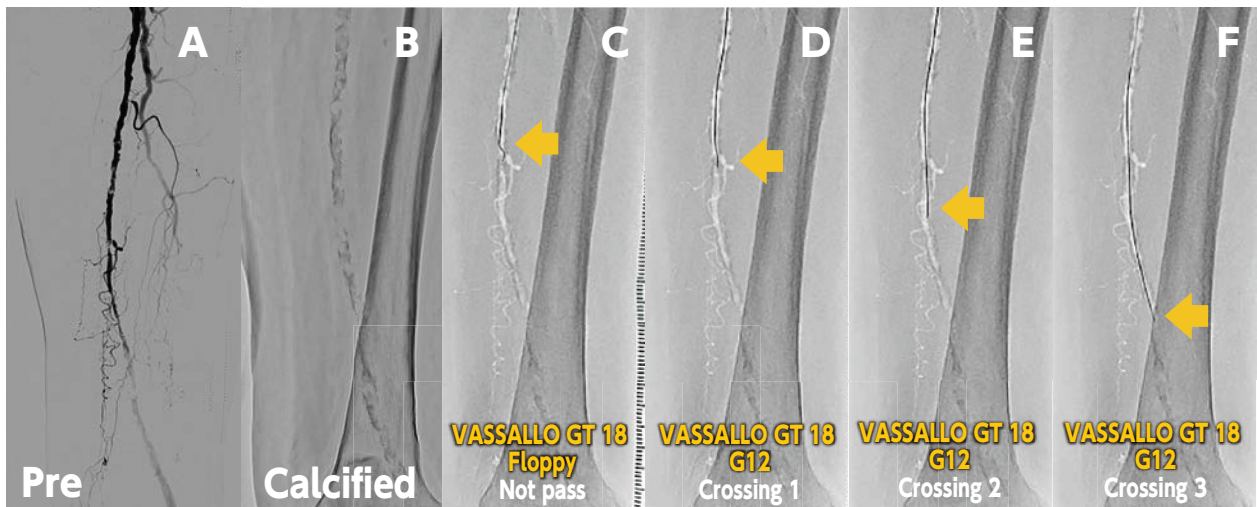 A
B
C
D
E
F
Pre
Calcified
VASSALLO GT 18
Floppy
Not pass
VASSALLO GT 18
G12
Crossing 1
VASSALLO GT 18
G12
Crossing 2
VASSALLO GT 18
G12
Crossing 3